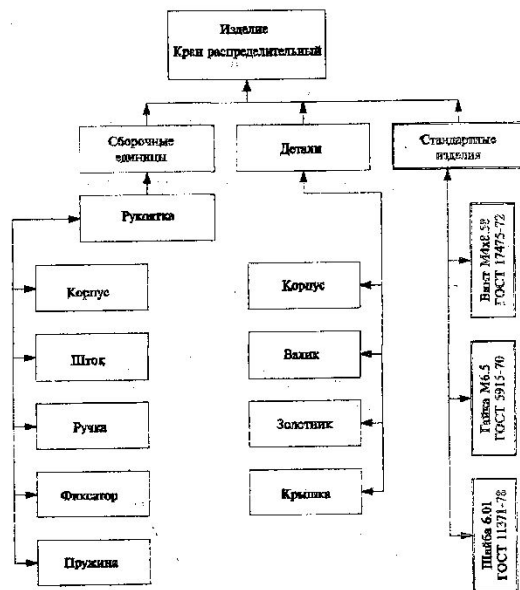 Изделие
Кран распределительный
Сборочные
единицы
Детали
Стандартные
изделия
Рукоятка
Корпус
Шток
Ручка
Фиксатор
Пружина
Корпус
Валик
Золотник
Крышка
Винт М4х8.58
ГОСТ 17475-72
Гайка М6.5
ГОСТ 5915-70
Шайба 6.01
ГОСТ 11371-78